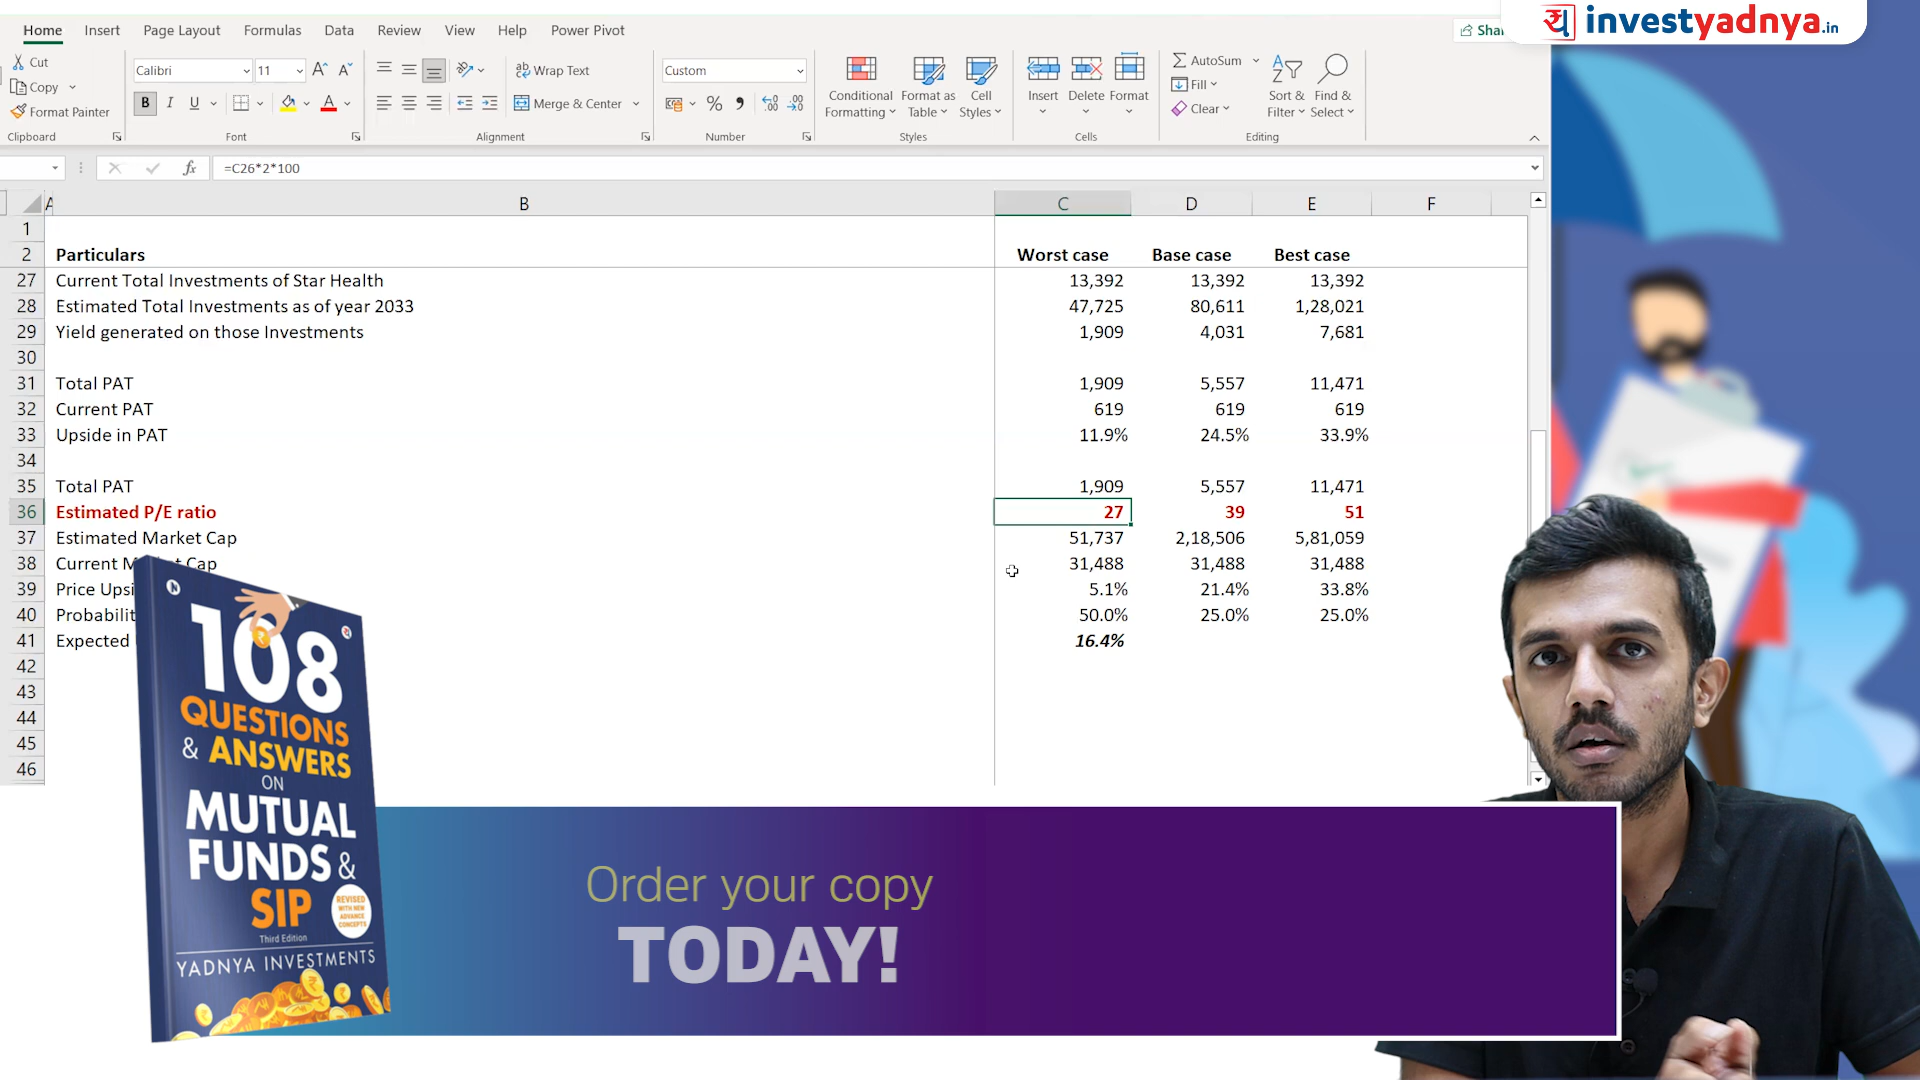 Home Insert Page Layout Formulas Data Review View Help Power Pivot
investyadnya.in
Cut
Copy
Format Painter
Clipboard
Calibri 11
B I U
Font
Wrap Text
Merge & Center
Alignment
Custom
Number
Conditional Formatting
Format as Table
Cell Styles
Styles
Insert Delete Format
Cells
AutoSum
Fill
Clear
Sort & Filter
Find & Select
Editing
fx =C26*2*100
A B C D E F
1
2 Particulars Worst case Base case Best case
27 Current Total Investments of Star Health 13,392 13,392 13,392
28 Estimated Total Investments as of year 2033 47,725 80,611 1,28,021
29 Yield generated on those Investments 1,909 4,031 7,681
30
31 Total PAT 1,909 5,557 11,471
32 Current PAT 619 619 619
33 Upside in PAT 11.9% 24.5% 33.9%
34
35 Total PAT 1,909 5,557 11,471
36 Estimated P/E ratio 27 39 51
37 Estimated Market Cap 51,737 2,18,506 5,81,059
38 Current Cap 31,488 31,488 31,488
39 Price 5.1% 21.4% 33.8%
40 50.0% 25.0% 25.0%
41 Expected 16.4%
42
43
44
45
46
108
QUESTIONS
& ANSWERS
ON
MUTUAL
FUNDS &
SIP
REVISED
WITH NEW
ADVANCE
CONCEPTS
Third Edition
YADNYA INVESTMENTS
Order your copy
TODAY!